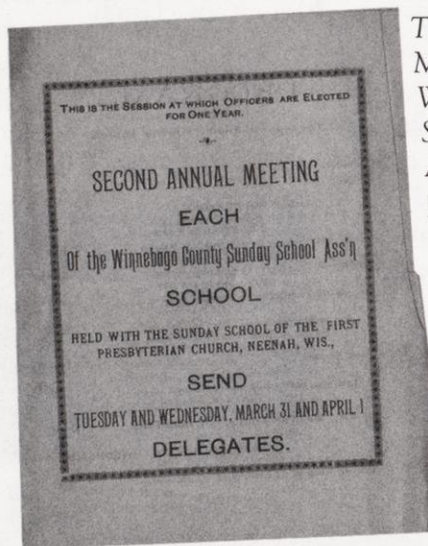 THIS IS THE SESSION AT WHICH OFFICERS ARE ELECTED
FOR ONE YEAR.
SECOND ANNUAL MEETING
EACH
Of the Winnebago County Sunday School Ass'n
SCHOOL
HELD WITH THE SUNDAY SCHOOL OF THE FIRST
PRESBYTERIAN CHURCH, NEENAH, WIS.,
SEND
TUESDAY AND WEDNESDAY, MARCH 31 AND APRIL 1
DELEGATES.